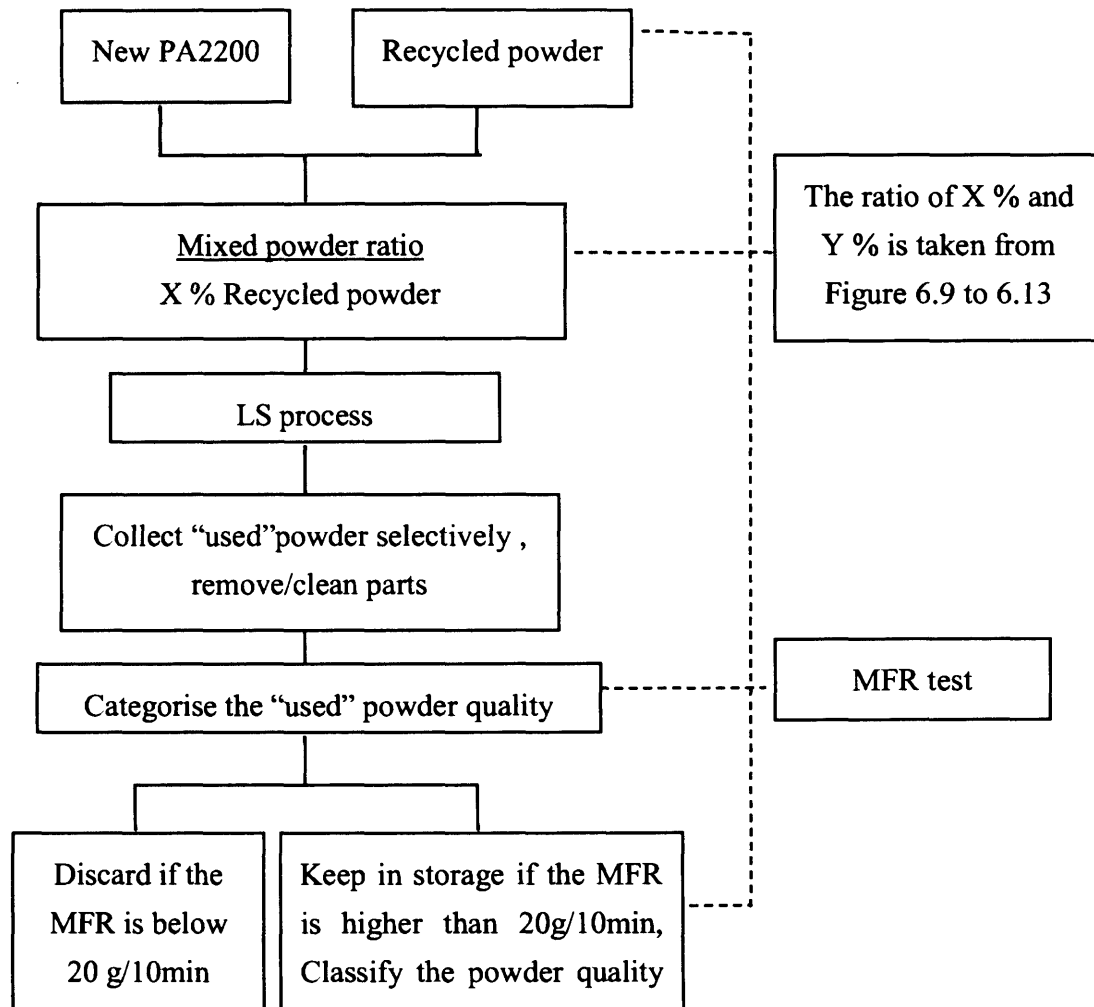 New PA2200
Recycled powder
Mixed powder ratio
X % Recycled powder
The ratio of X % and
Y % is taken from
Figure 6.9 to 6.13
LS process
Collect “used”powder selectively ,
remove/clean parts
Categorise the “used” powder quality
MFR test
Discard if the
MFR is below
20 g/10min
Keep in storage if the MFR
is higher than 20g/10min,
Classify the powder quality